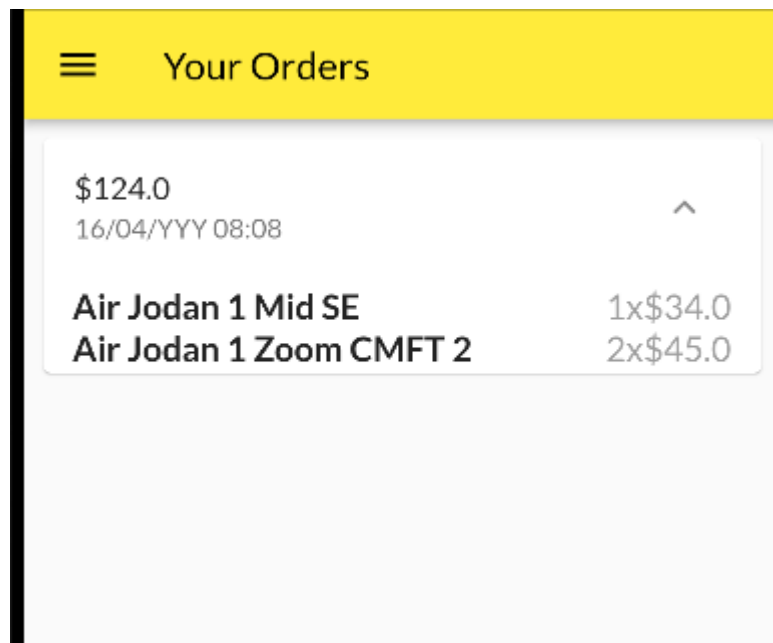 Your Orders
$124.0
16/04/YYY 08:08
Air Jodan 1 Mid SE 1x$34.0
Air Jodan 1 Zoom CMFT 2 2x$45.0